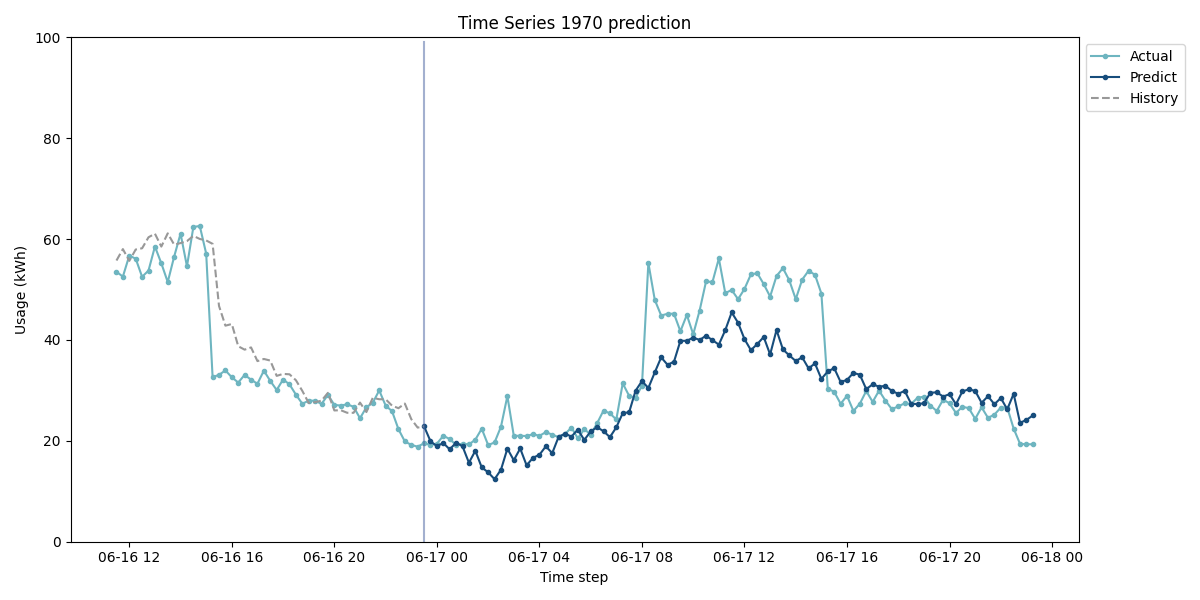 Time Series 1970 prediction
100
80
60
40
20
0
Usage (kWh)
06-16 12
06-16 16
06-16 20
06-17 00
06-17 04
06-17 08
06-17 12
06-17 16
06-17 20
06-18 00
Time step
Actual
Predict
History